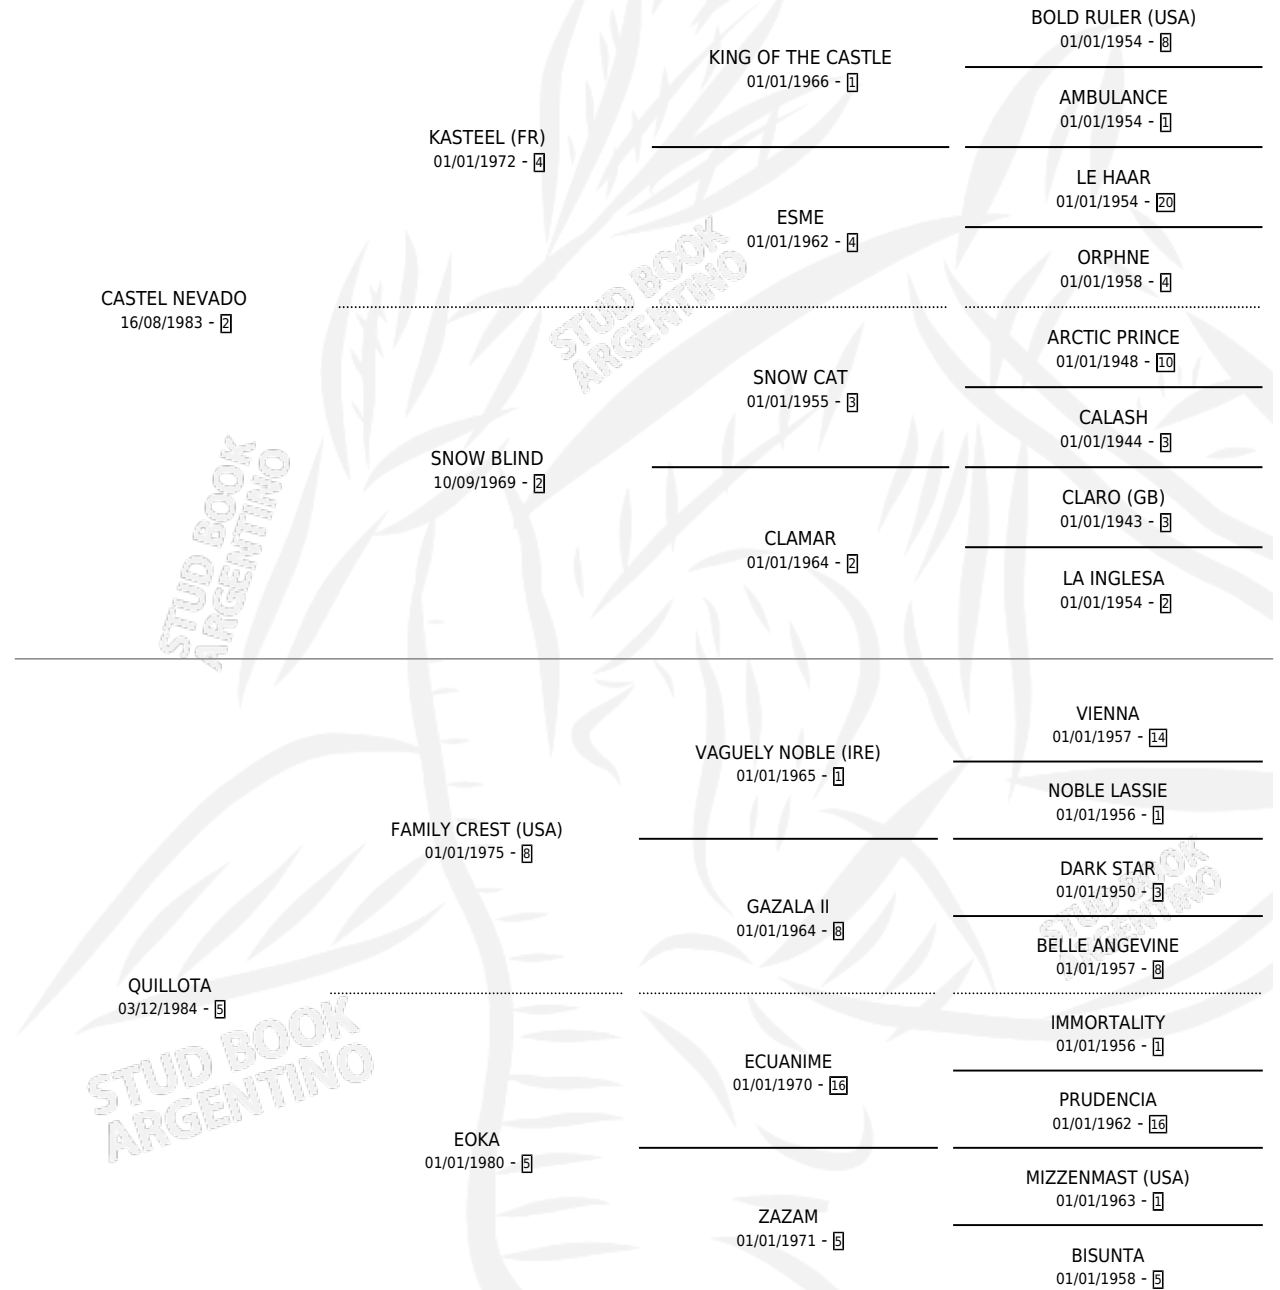 BOLD RULER (USA)
01/01/1954 - 8
KING OF THE CASTLE
01/01/1966 - 1
AMBULANCE
01/01/1954 - 1
KASTEEL (FR)
01/01/1972 - 4
LE HAAR
01/01/1954 - 20
ESME
01/01/1962 - 4
ORPHNE
01/01/1958 - 4
CASTEL NEVADO
16/08/1983 - 2
STUD BOOK
ARGENTINO
ARCTIC PRINCE
01/01/1948 - 10
SNOW CAT
01/01/1955 - 3
CALASH
01/01/1944 - 3
SNOW BLIND
10/09/1969 - 2
CLARO (GB)
01/01/1943 - 3
CLAMAR
01/01/1964 - 2
LA INGLESA
01/01/1954 - 2
STUD BOOK
ARGENTINO
VIENNA
01/01/1957 - 14
VAGUELY NOBLE (IRE)
01/01/1965 - 1
NOBLE LASSIE
01/01/1956 - 1
FAMILY CREST (USA)
01/01/1975 - 8
DARK STAR
01/01/1950 - 3
GAZALA II
01/01/1964 - 8
STUD BOOK
ARGENTINO
BELLE ANGEVINE
01/01/1957 - 8
QUILLOTA
03/12/1984 - 5
IMMORTALITY
01/01/1956 - 1
STUD BOOK
ARGENTINO
ECUANIME
01/01/1970 - 16
PRUDENCIA
01/01/1962 - 16
EOKA
01/01/1980 - 5
MIZZENMAST (USA)
01/01/1963 - 1
ZAZAM
01/01/1971 - 5
BISUNTA
01/01/1958 - 5